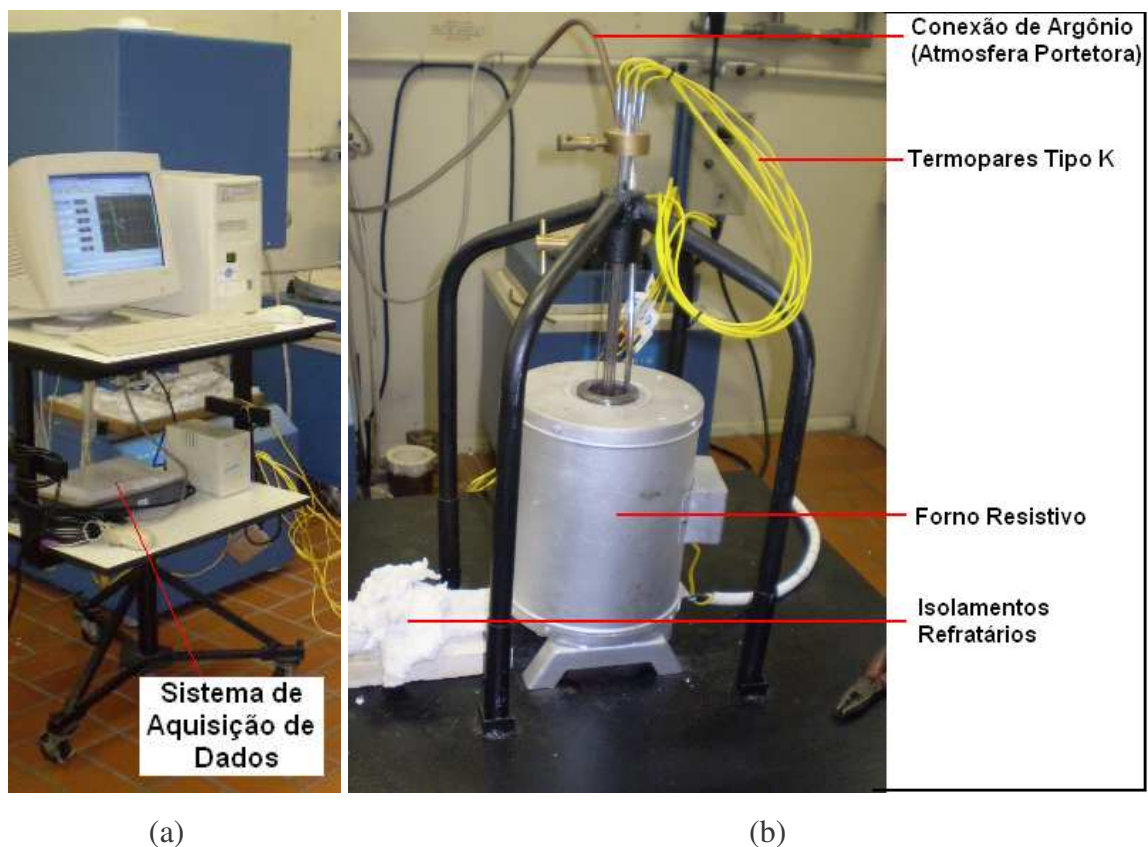 Conexão de Argônio
(Atmosfera Portetora)
Termopares Tipo K
Forno Resistivo
Isolamentos
Refratários
Sistema de
Aquisição de
Dados
(a)
(b)